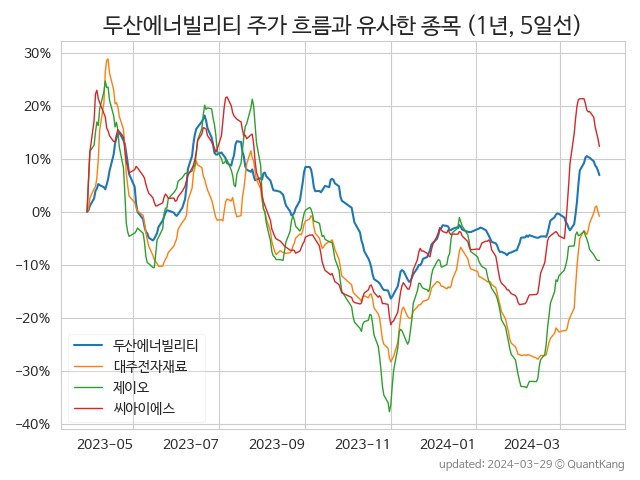 두산에너빌리티 주가 흐름과 유사한 종목 (1년, 5일선)
30%
20%
10%
0%
−10%
−20%
−30%
−40%
두산에너빌리티
대주전자재료
제이오
씨아이에스
2023-05 2023-07 2023-09 2023-11 2024-01 2024-03
updated: 2024-03-29 © QuantKang